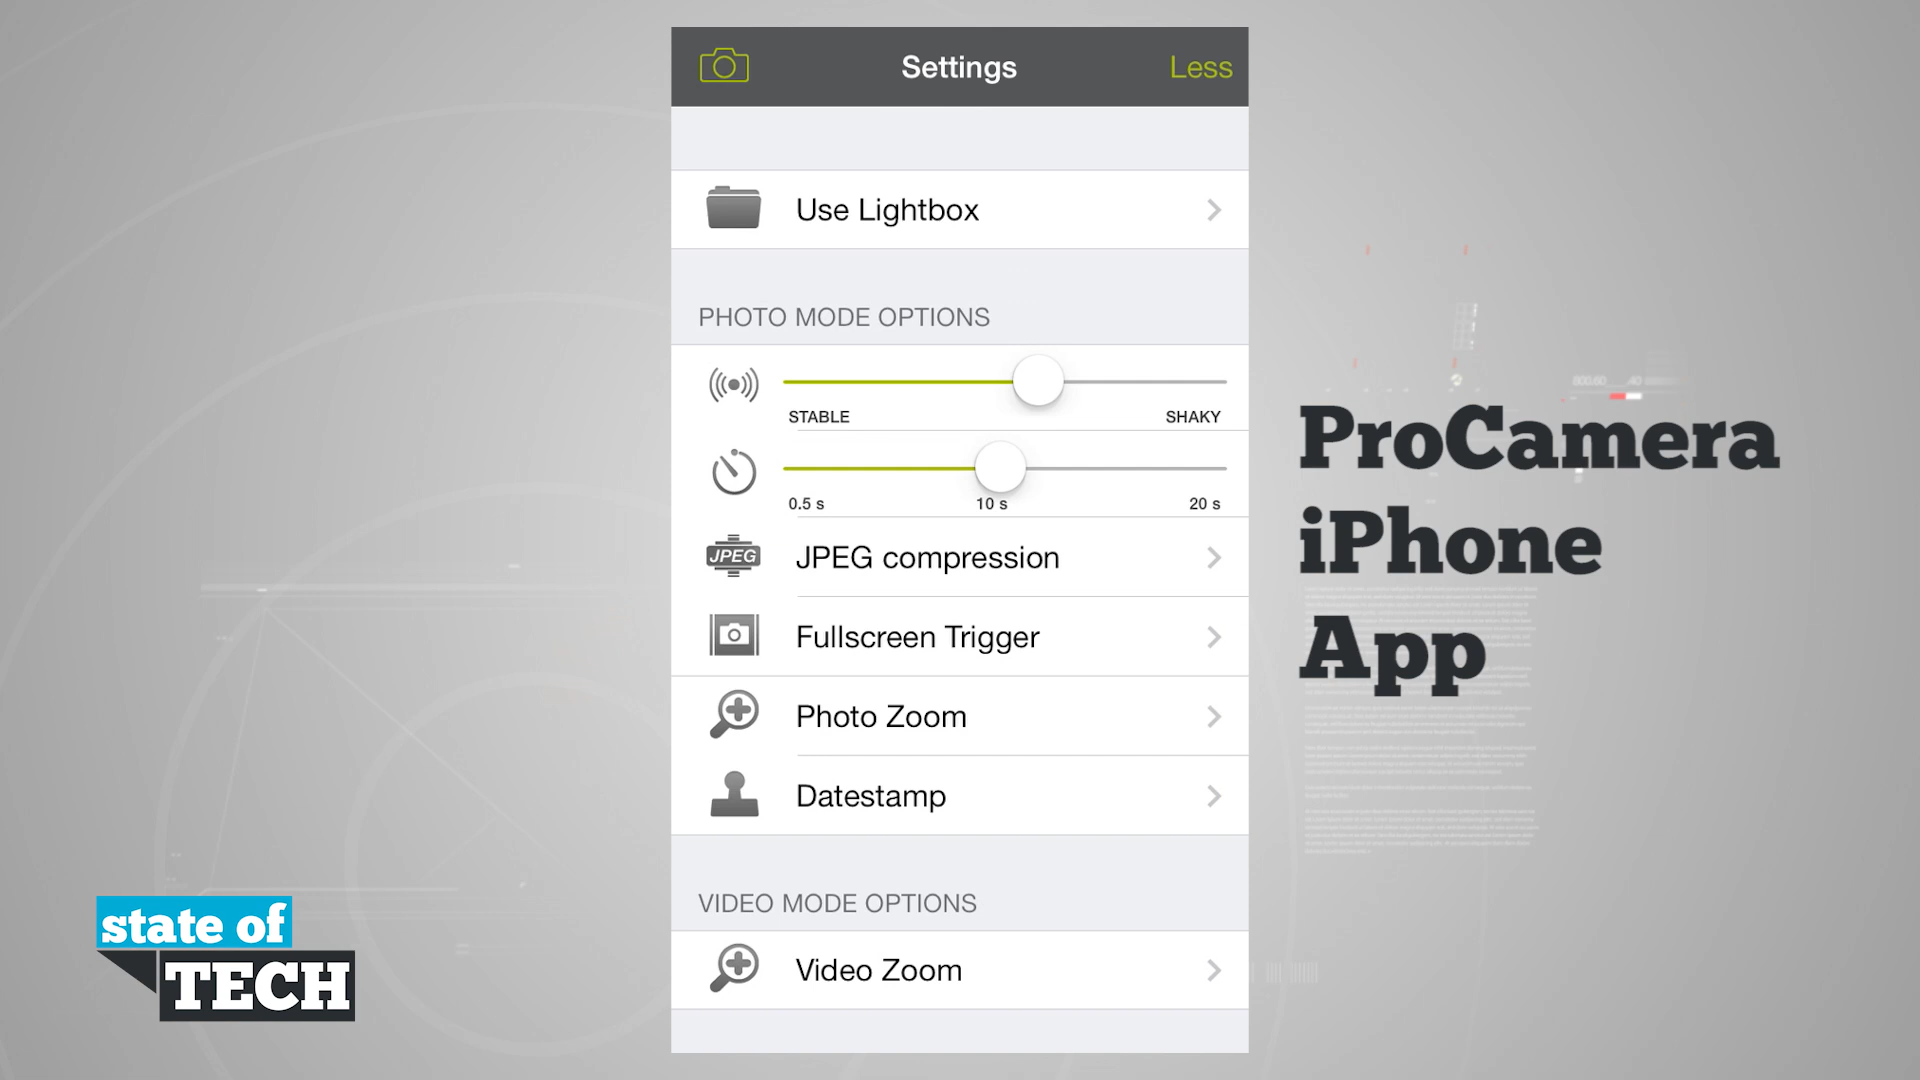 Settings
Less
Use Lightbox
PHOTO MODE OPTIONS
STABLE
SHAKY
0.5 s
10 s
20 s
JPEG
JPEG compression
Fullscreen Trigger
Photo Zoom
Datestamp
VIDEO MODE OPTIONS
Video Zoom
ProCamera
iPhone
App
state of
TECH